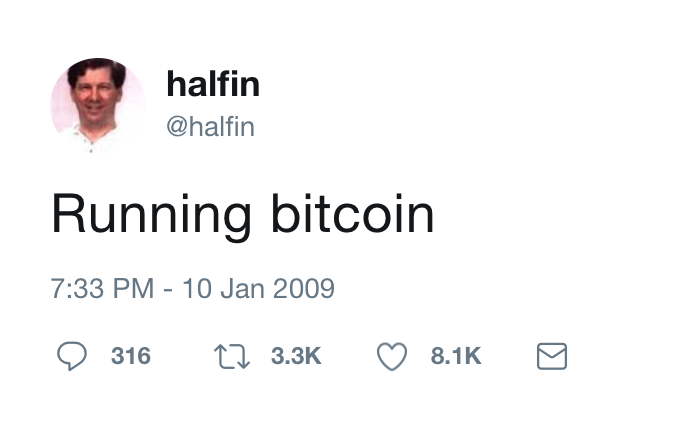 halfin
@halfin
Running bitcoin
7:33 PM - 10 Jan 2009
316 3.3K 8.1K